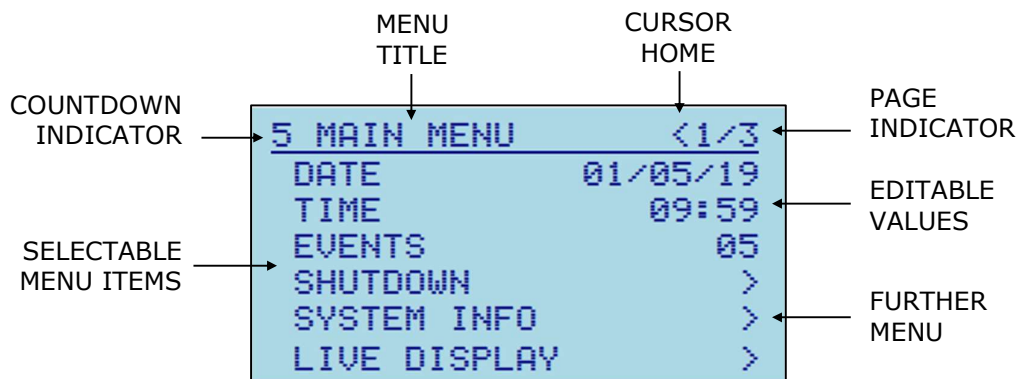 MENU
TITLE
CURSOR
HOME
COUNTDOWN
INDICATOR
PAGE
INDICATOR
5 MAIN MENU <1/3
DATE 01/05/19
TIME 09:59
EVENTS 05
SHUTDOWN >
SYSTEM INFO >
LIVE DISPLAY >
EDITABLE
VALUES
SELECTABLE
MENU ITEMS
FURTHER
MENU